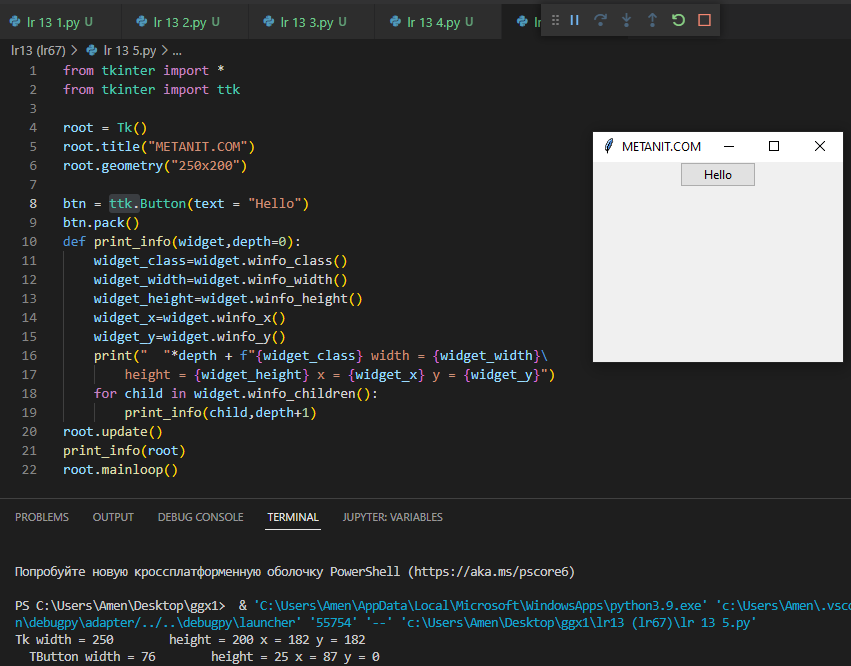 lr 13 1.py U
lr 13 2.py U
lr 13 3.py U
lr 13 4.py U
lr13 (lr67) > lr 13 5.py > ...
1 from tkinter import *
2 from tkinter import ttk
3
4 root = Tk()
5 root.title("METANIT.COM")
6 root.geometry("250x200")
7
8 btn = ttk.Button(text = "Hello")
9 btn.pack()
10 def print_info(widget,depth=0):
11 widget_class=widget.winfo_class()
12 widget_width=widget.winfo_width()
13 widget_height=widget.winfo_height()
14 widget_x=widget.winfo_x()
15 widget_y=widget.winfo_y()
16 print("  "*depth + f"{widget_class} width = {widget_width}\
17 height = {widget_height} x = {widget_x} y = {widget_y}")
18 for child in widget.winfo_children():
19 print_info(child,depth+1)
20 root.update()
21 print_info(root)
22 root.mainloop()
METANIT.COM
Hello
PROBLEMS OUTPUT DEBUG CONSOLE TERMINAL JUPYTER: VARIABLES
Попробуйте новую кроссплатформенную оболочку PowerShell (https://aka.ms/pscore6)
PS C:\Users\Amen\Desktop\ggx1>  & 'C:\Users\Amen\AppData\Local\Microsoft\WindowsApps\python3.9.exe' 'c:\Users\Amen\.vsco
n\debugpy\adapter/../..\debugpy\launcher' '55754' '--' 'c:\Users\Amen\Desktop\ggx1\lr13 (lr67)\lr 13 5.py'
Tk width = 250 height = 200 x = 182 y = 182
TButton width = 76 height = 25 x = 87 y = 0